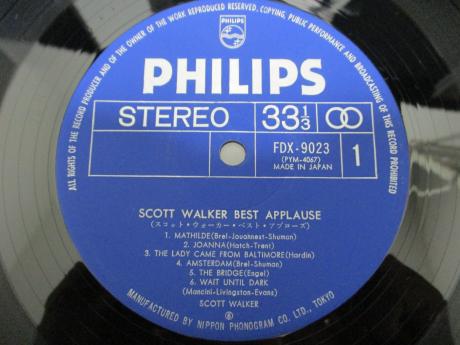 ALL RIGHTS OF THE RECORD PRODUCER AND OF THE OWNER OF THE WORK REPRODUCED RESERVED. COPYING, PUBLIC PERFORMANCE AND BROADCASTING OF THIS RECORD PROHIBITED
PHILIPS
PHILIPS
STEREO 33 1/3
FDX-9023
(PYM-4067)
MADE IN JAPAN
1
SCOTT WALKER BEST APPLAUSE
(スコット・ウォーカー・ベスト・アプローズ)
1. MATHILDE(Brel-Jouannest-Shuman)
2. JOANNA(Hatch-Trent)
3. THE LADY CAME FROM BALTIMORE(Hardin)
4. AMSTERDAM(Brel-Shuman)
5. THE BRIDGE(Engel)
6. WAIT UNTIL DARK
(Mancini-Livingston-Evans)
SCOTT WALKER
MANUFACTURED BY NIPPON PHONOGRAM CO. LTD., TOKYO